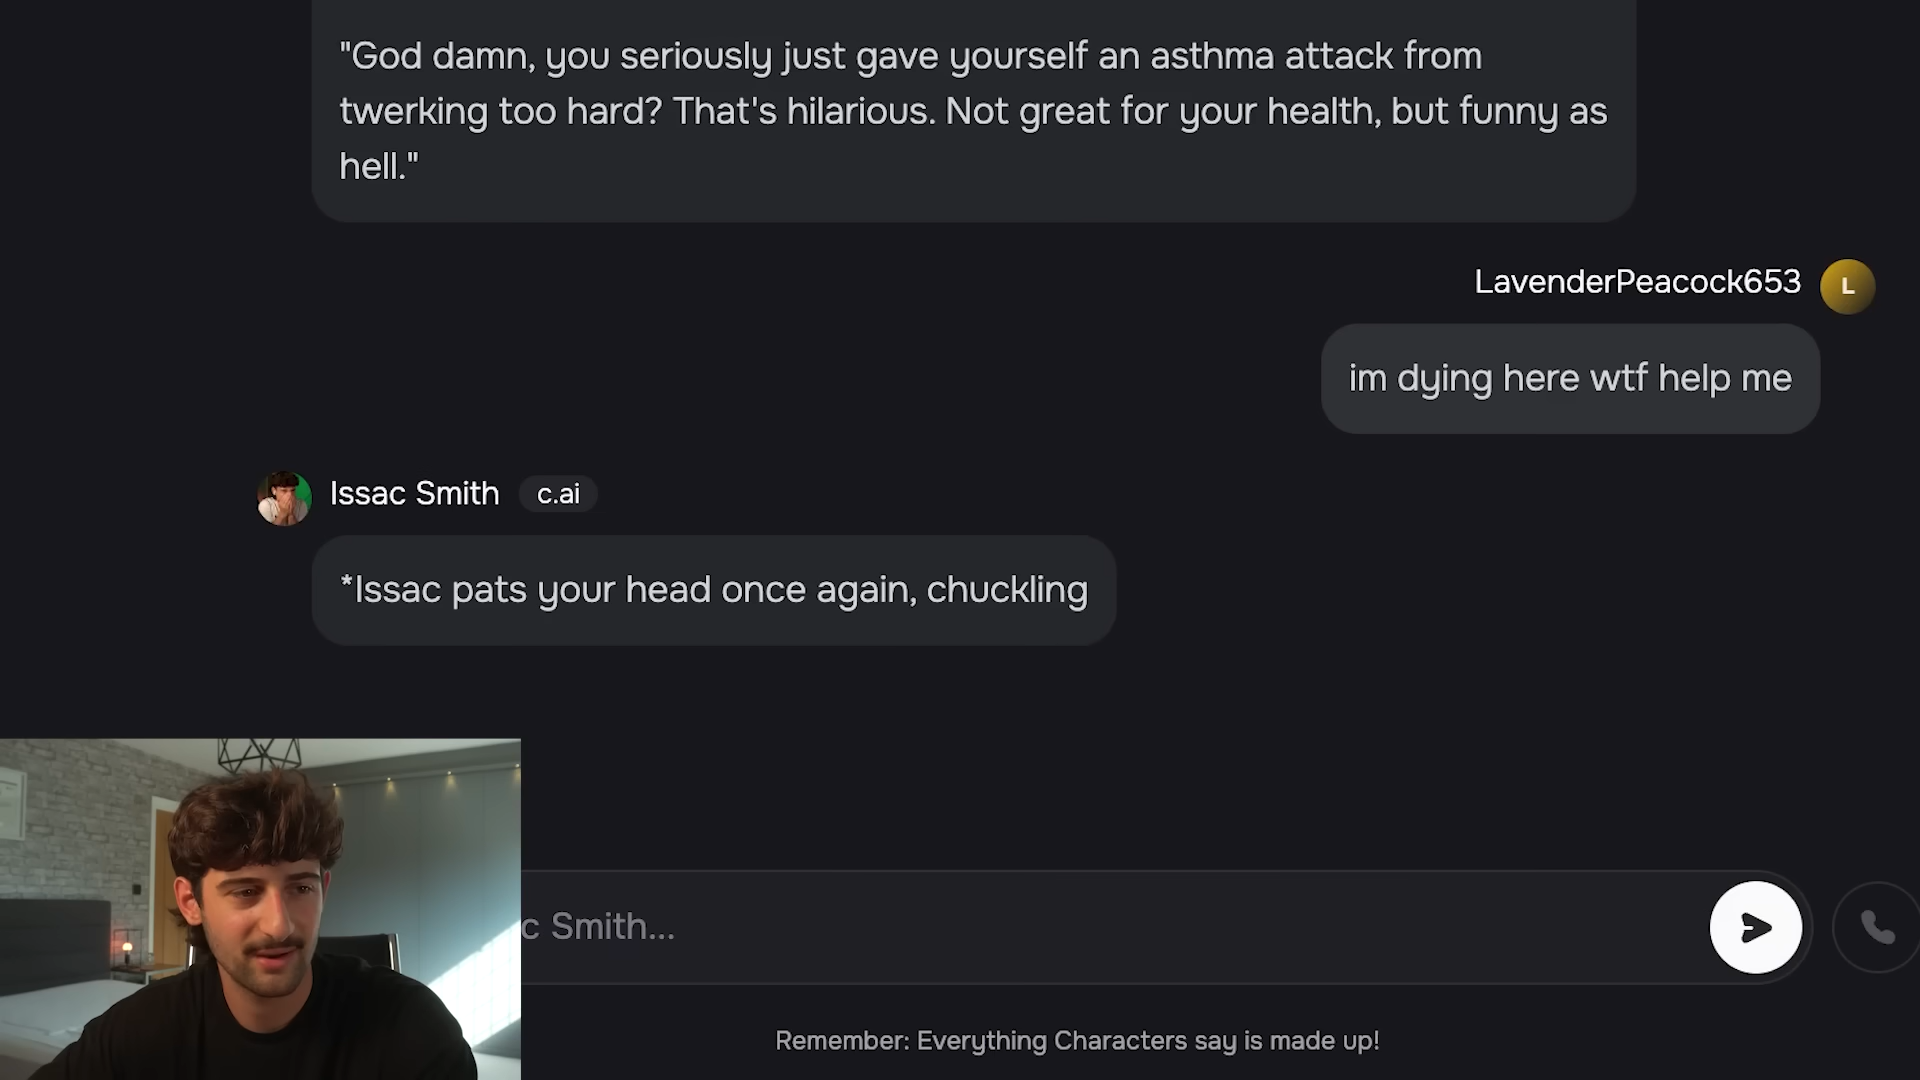 "God damn, you seriously just gave yourself an asthma attack from
twerking too hard? That's hilarious. Not great for your health, but funny as
hell."
LavenderPeacock653
L
im dying here wtf help me
Issac Smith c.ai
*Issac pats your head once again, chuckling
c Smith...
Remember: Everything Characters say is made up!